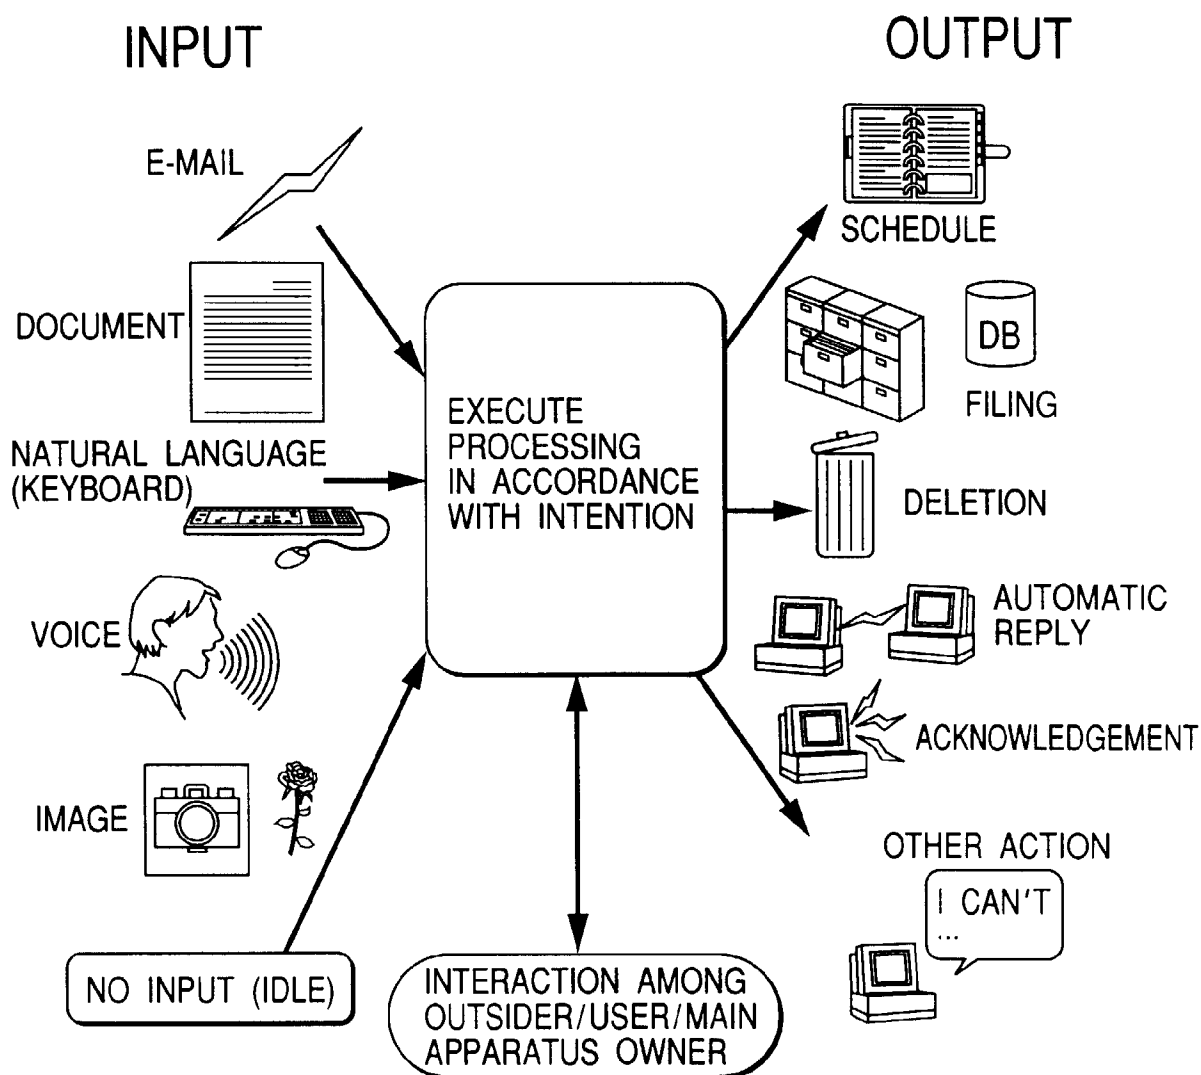 INPUT
OUTPUT
E-MAIL
DOCUMENT
NATURAL LANGUAGE
(KEYBOARD)
VOICE
IMAGE
NO INPUT (IDLE)
EXECUTE
PROCESSING
IN ACCORDANCE
WITH INTENTION
INTERACTION AMONG
OUTSIDER/USER/MAIN
APPARATUS OWNER
SCHEDULE
DB
FILING
DELETION
AUTOMATIC
REPLY
ACKNOWLEDGEMENT
OTHER ACTION
I CAN'T
...